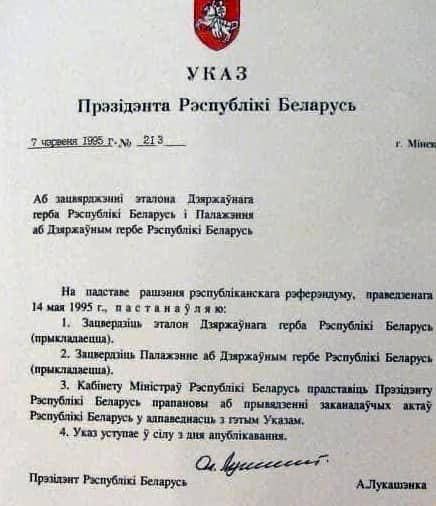 УКАЗ
Прэзідэнта Рэспублікі Беларусь
7 чэрвеня 1995 г. № 213
г. Мінск
Аб зацвярджэнні эталона Дзяржаўнага
герба Рэспублікі Беларусь і Палажэння
аб Дзяржаўным гербе Рэспублікі Беларусь
На падставе рашэння рэспубліканскага рэферэндуму, праведзенага
14 мая 1995 г., п а с т а н а ў л я ю:
1. Зацвердзіць эталон Дзяржаўнага герба Рэспублікі Беларусь
(прыкладаецца).
2. Зацвердзіць Палажэнне аб Дзяржаўным гербе Рэспублікі Беларусь
(прыкладаецца).
3. Кабінету Міністраў Рэспублікі Беларусь прадставіць Прэзідэнту
Рэспублікі Беларусь прапановы аб прывядзенні заканадаўчых актаў
Рэспублікі Беларусь у адпаведнасць з гэтым Указам.
4. Указ уступае ў сілу з дня апублікавання.
Прэзідэнт Рэспублікі Беларусь
А.Лукашэнка